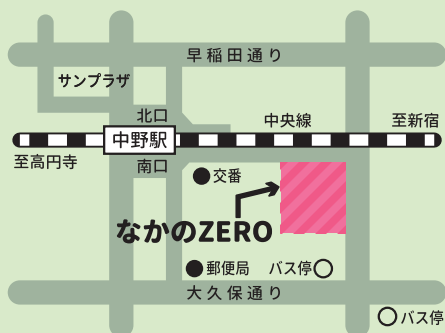 早稲田通り
サンプラザ
北口
中央線
至新宿
中野駅
至高円寺
南口
交番
なかのZERO
郵便局
バス停
大久保通り
バス停